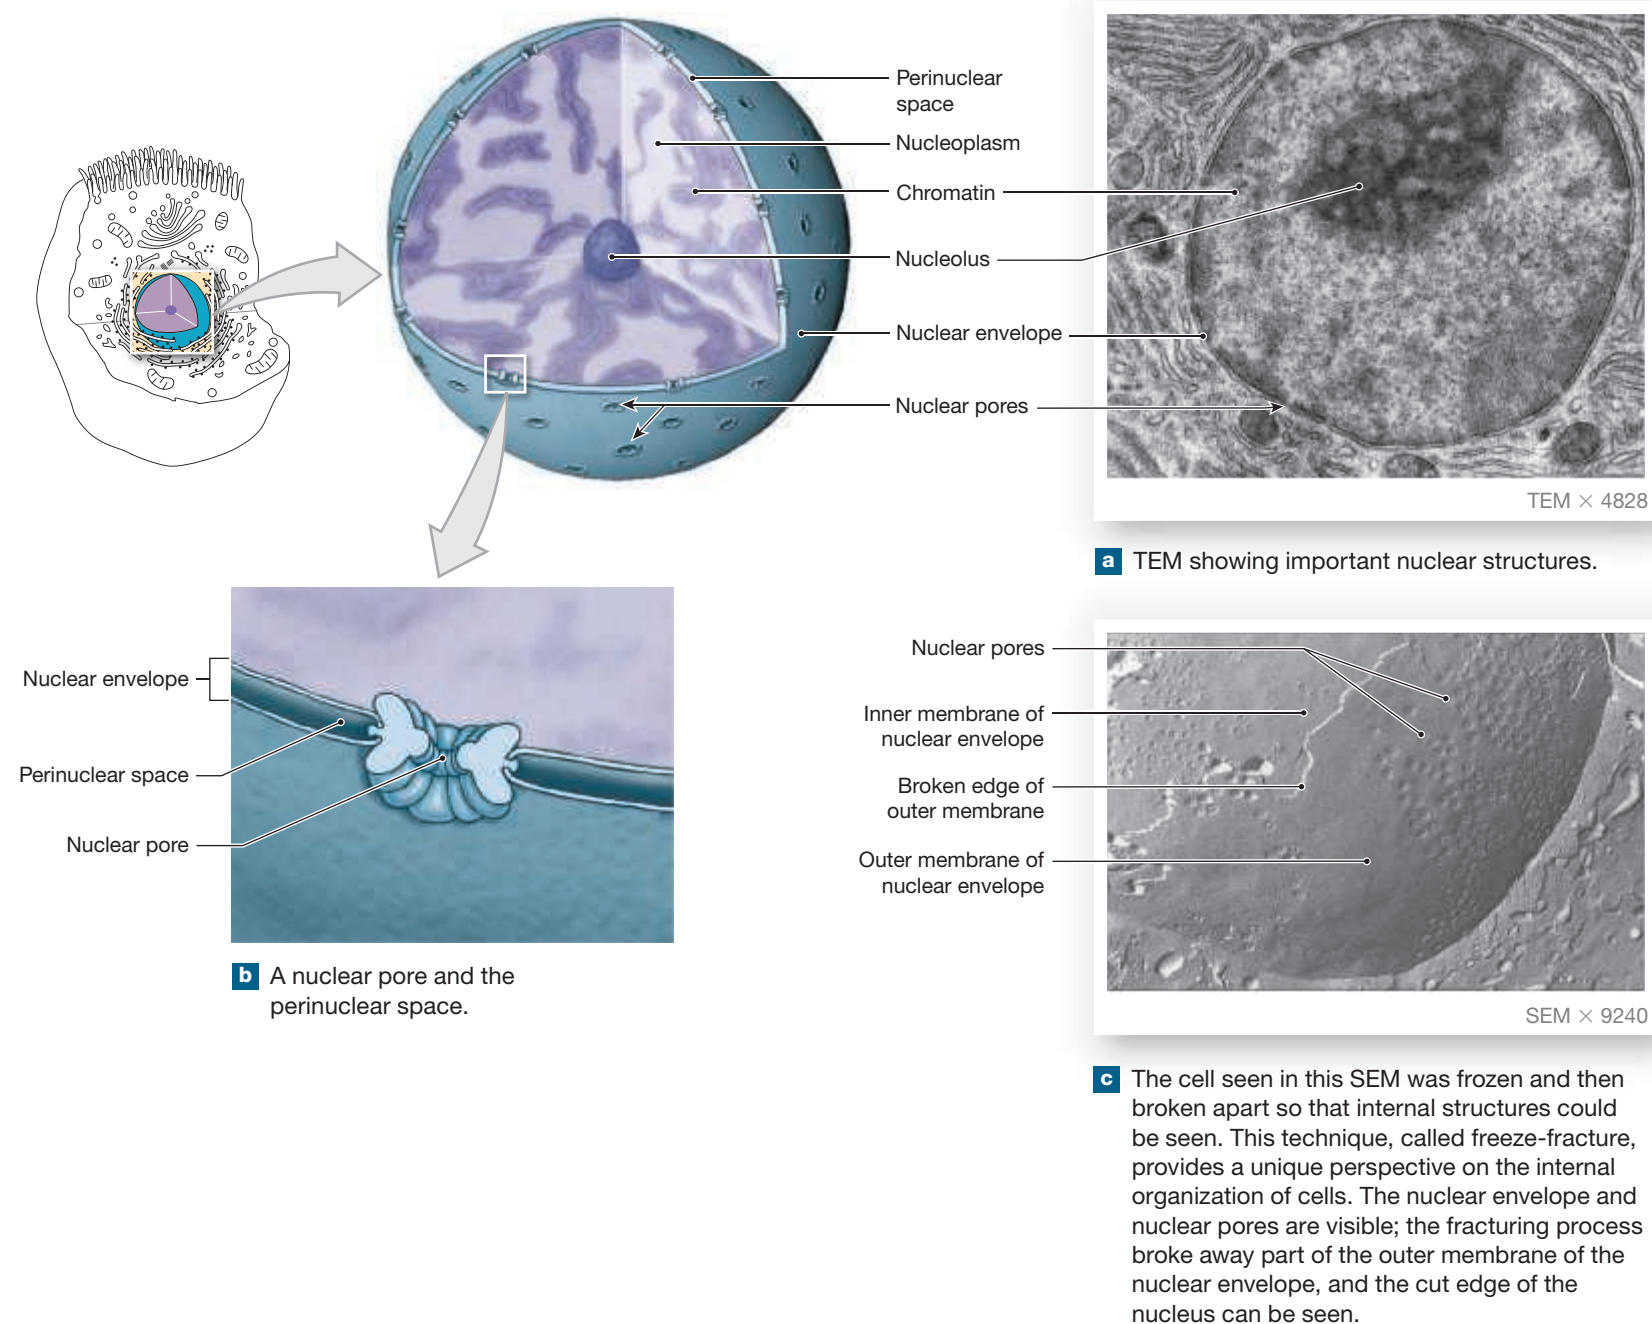 Perinuclear
space
Nucleoplasm
Chromatin
Nucleolus
Nuclear envelope
Nuclear pores
TEM × 4828
a TEM showing important nuclear structures.
Nuclear envelope
Perinuclear space
Nuclear pore
b A nuclear pore and the
perinuclear space.
Nuclear pores
Inner membrane of
nuclear envelope
Broken edge of
outer membrane
Outer membrane of
nuclear envelope
SEM × 9240
c The cell seen in this SEM was frozen and then
broken apart so that internal structures could
be seen. This technique, called freeze-fracture,
provides a unique perspective on the internal
organization of cells. The nuclear envelope and
nuclear pores are visible; the fracturing process
broke away part of the outer membrane of the
nuclear envelope, and the cut edge of the
nucleus can be seen.